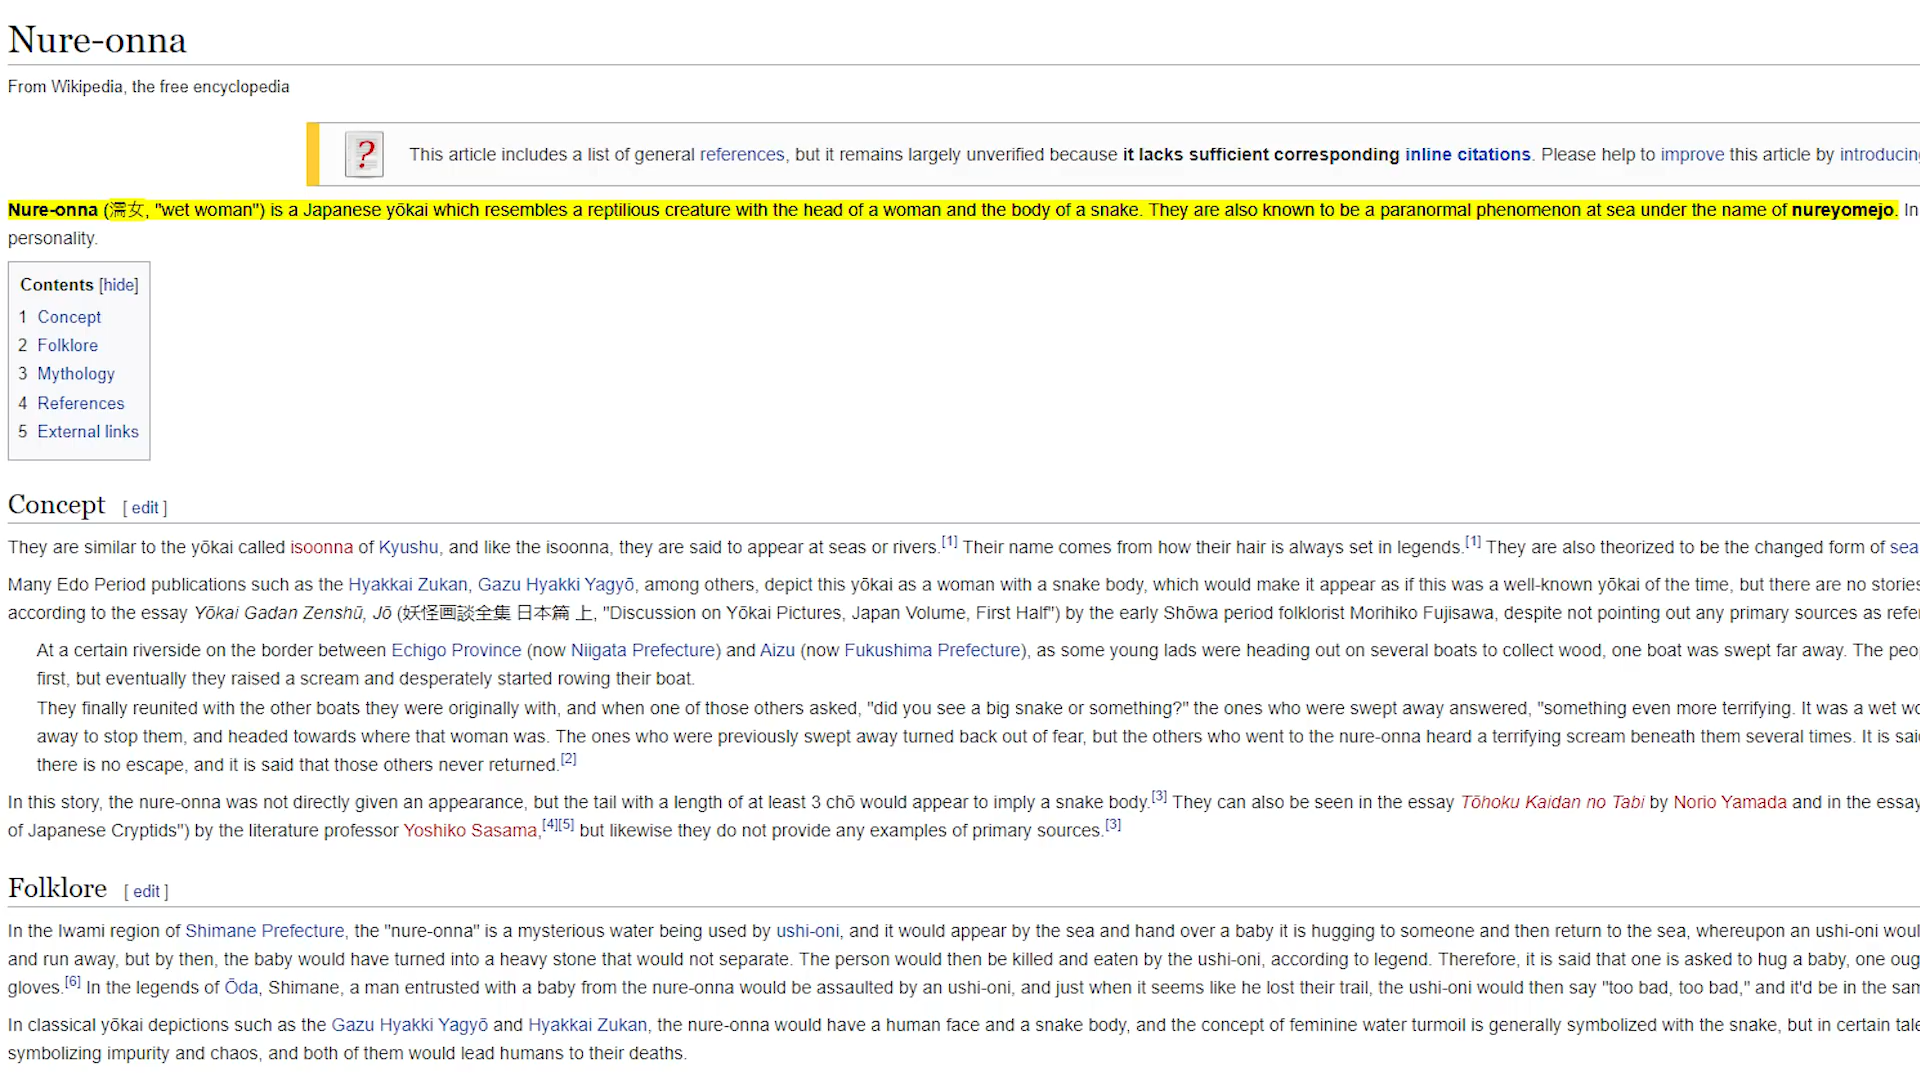 Nure-onna
From Wikipedia, the free encyclopedia
?
This article includes a list of general references, but it remains largely unverified because it lacks sufficient corresponding inline citations. Please help to improve this article by introducin
Nure-onna (濡女, "wet woman") is a Japanese yōkai which resembles a reptilious creature with the head of a woman and the body of a snake. They are also known to be a paranormal phenomenon at sea under the name of nureyomejo. In
personality.
Contents [hide]
1 Concept
2 Folklore
3 Mythology
4 References
5 External links
Concept [ edit ]
They are similar to the yōkai called isoonna of Kyushu, and like the isoonna, they are said to appear at seas or rivers.[1] Their name comes from how their hair is always set in legends.[1] They are also theorized to be the changed form of sea
Many Edo Period publications such as the Hyakkai Zukan, Gazu Hyakki Yagyō, among others, depict this yōkai as a woman with a snake body, which would make it appear as if this was a well-known yōkai of the time, but there are no stories
according to the essay Yōkai Gadan Zenshū, Jō (妖怪画談全集 日本篇 上, "Discussion on Yōkai Pictures, Japan Volume, First Half") by the early Shōwa period folklorist Morihiko Fujisawa, despite not pointing out any primary sources as refe
At a certain riverside on the border between Echigo Province (now Niigata Prefecture) and Aizu (now Fukushima Prefecture), as some young lads were heading out on several boats to collect wood, one boat was swept far away. The peo
first, but eventually they raised a scream and desperately started rowing their boat.
They finally reunited with the other boats they were originally with, and when one of those others asked, "did you see a big snake or something?" the ones who were swept away answered, "something even more terrifying. It was a wet wo
away to stop them, and headed towards where that woman was. The ones who were previously swept away turned back out of fear, but the others who went to the nure-onna heard a terrifying scream beneath them several times. It is sai
there is no escape, and it is said that those others never returned.[2]
In this story, the nure-onna was not directly given an appearance, but the tail with a length of at least 3 chō would appear to imply a snake body.[3] They can also be seen in the essay Tōhoku Kaidan no Tabi by Norio Yamada and in the essay
of Japanese Cryptids") by the literature professor Yoshiko Sasama,[4][5] but likewise they do not provide any examples of primary sources.[3]
Folklore [ edit ]
In the Iwami region of Shimane Prefecture, the "nure-onna" is a mysterious water being used by ushi-oni, and it would appear by the sea and hand over a baby it is hugging to someone and then return to the sea, whereupon an ushi-oni woul
and run away, but by then, the baby would have turned into a heavy stone that would not separate. The person would then be killed and eaten by the ushi-oni, according to legend. Therefore, it is said that one is asked to hug a baby, one oug
gloves.[6] In the legends of Ōda, Shimane, a man entrusted with a baby from the nure-onna would be assaulted by an ushi-oni, and just when it seems like he lost their trail, the ushi-oni would then say "too bad, too bad," and it'd be in the sam
In classical yōkai depictions such as the Gazu Hyakki Yagyō and Hyakkai Zukan, the nure-onna would have a human face and a snake body, and the concept of feminine water turmoil is generally symbolized with the snake, but in certain tale
symbolizing impurity and chaos, and both of them would lead humans to their deaths.